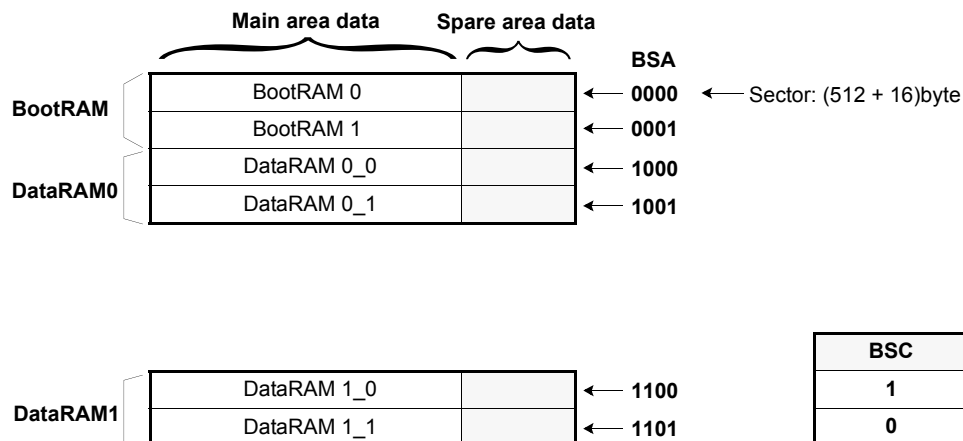 Main area data Spare area data
BSA
BootRAM
BootRAM 0 0000 Sector: (512 + 16)byte
BootRAM 1 0001
DataRAM0
DataRAM 0_0 1000
DataRAM 0_1 1001
BSC
DataRAM1
DataRAM 1_0 1100 1
DataRAM 1_1 1101 0